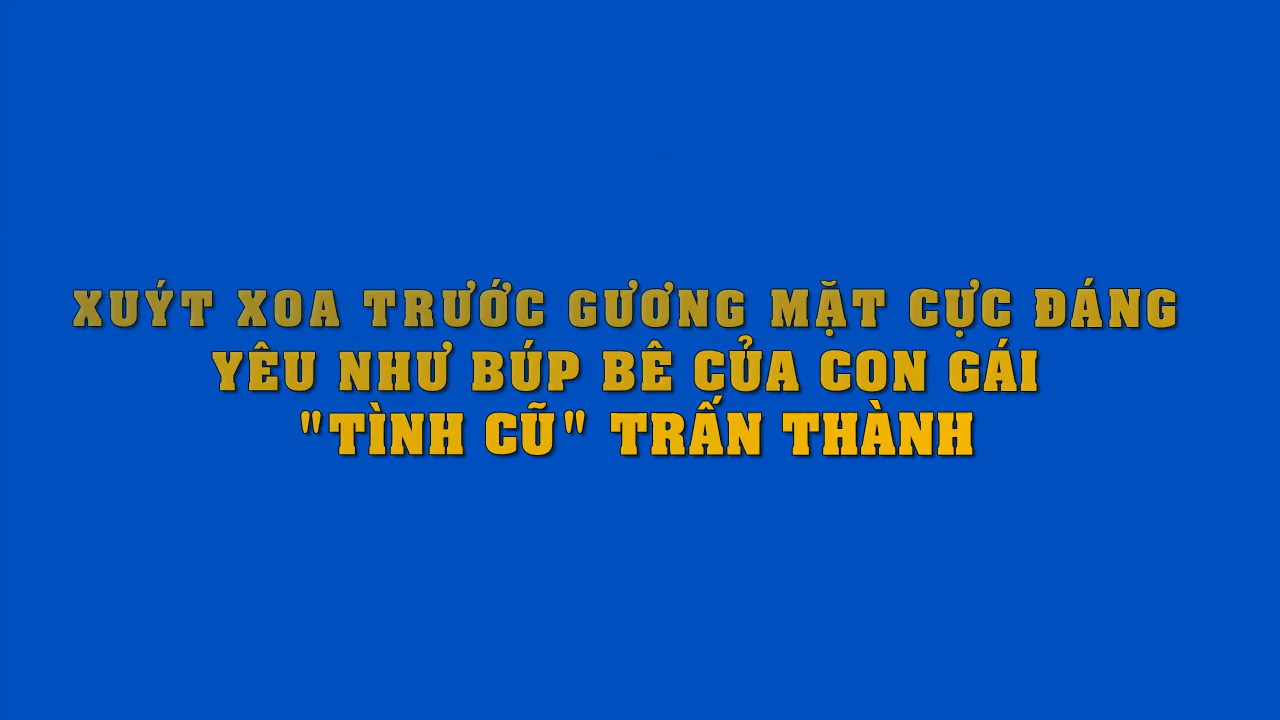 XUÝT XOA TRƯỚC GƯƠNG MẶT CỰC ĐÁNG
YÊU NHƯ BÚP BÊ CỦA CON GÁI
"TÌNH CŨ" TRẤN THÀNH